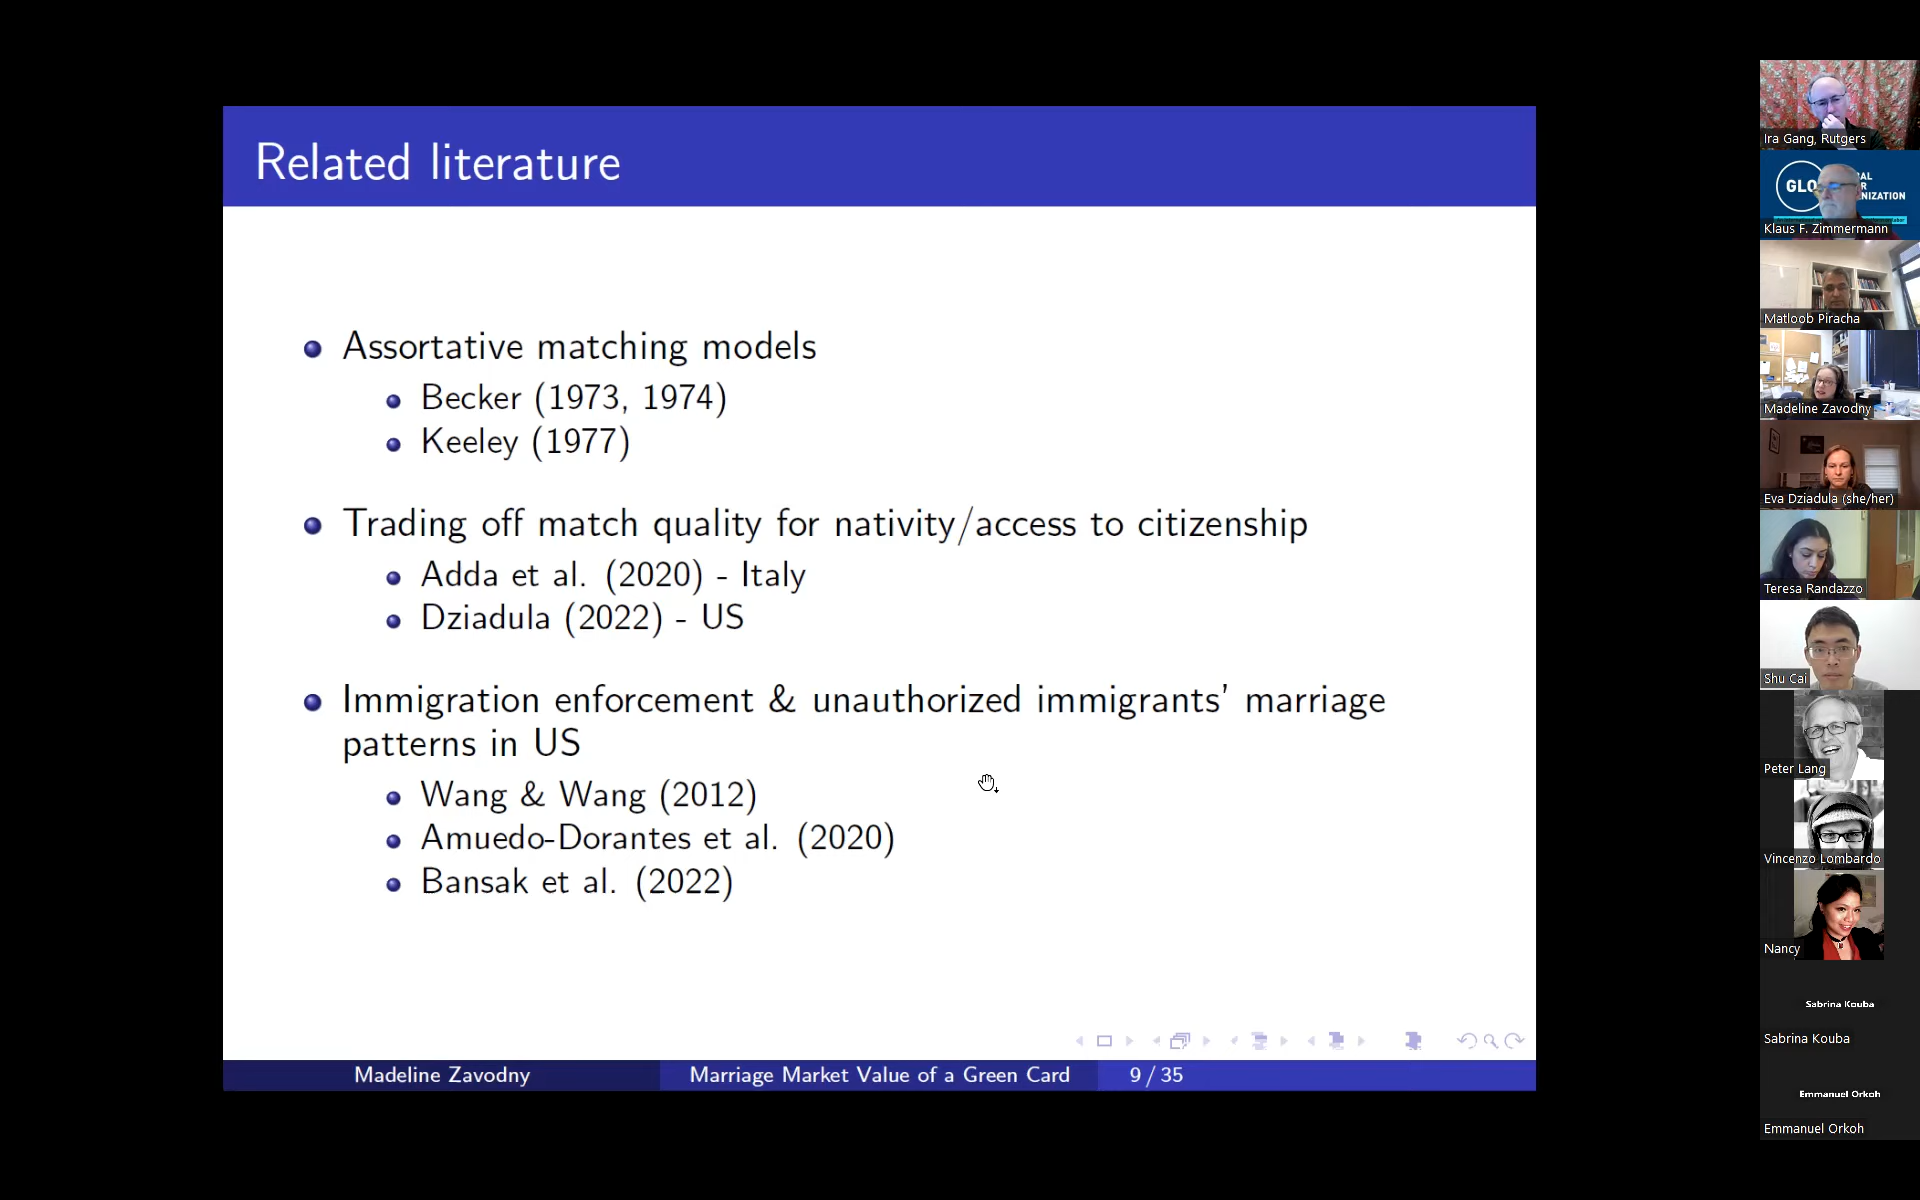 Related literature
Assortative matching models
Becker (1973, 1974)
Keeley (1977)
Trading off match quality for nativity/access to citizenship
Adda et al. (2020) - Italy
Dziadula (2022) - US
Immigration enforcement & unauthorized immigrants' marriage
patterns in US
Wang & Wang (2012)
Amuedo-Dorantes et al. (2020)
Bansak et al. (2022)
Madeline Zavodny
Marriage Market Value of a Green Card
9 / 35
Ira Gang, Rutgers
Klaus F. Zimmermann
Matloob Piracha
Madeline Zavodny
Eva Dziadula (she/her)
Teresa Randazzo
Shu Cai
Peter Lang
Vincenzo Lombardo
Nancy
Sabrina Kouba
Sabrina Kouba
Emmanuel Orkoh
Emmanuel Orkoh